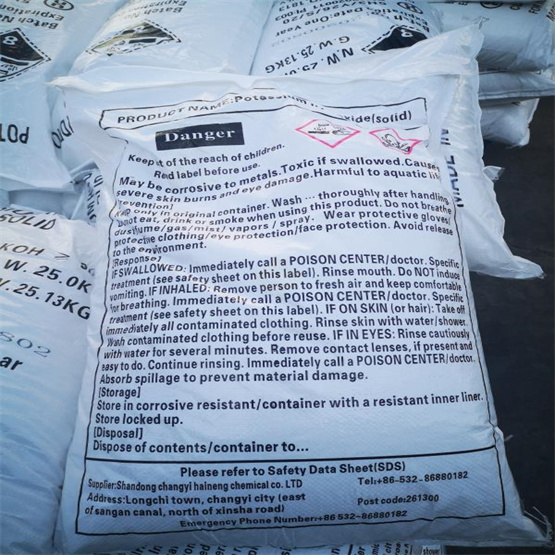 Batch N
N.W. 25.0
G.W. 25.13KG
MADE IN
SOLID
KOH
W. 25.0K
25.13KG
PRODUCT NAME:Potassium oxide(solid)
Danger
Keep out of the reach of children.
Red label before use.
May be corrosive to metals.Toxic if swallowed.Cause
severe skin burns and eye damage.Harmful to aquatic
Keep only in original container. Wash ... thoroughly after handling.
Do not eat, drink or smoke when using this product. Do not breathe
dust/fume/gas/mist/ vapors / spray. Wear protective gloves/
protective clothing/eye protection/face protection. Avoid release
to the environment.
[Response]
IF SWALLOWED: Immediately call a POISON CENTER/doctor. Specific
treatment (see safety sheet on this label). Rinse mouth. Do NOT induce
vomiting. IF INHALED: Remove person to fresh air and keep comfortable
for breathing. Immediately call a POISON CENTER/doctor. Specific
treatment (see safety sheet on this label). IF ON SKIN (or hair): Take off
immediately all contaminated clothing. Rinse skin with water/shower.
Wash contaminated clothing before reuse. IF IN EYES: Rinse cautiously
with water for several minutes. Remove contact lenses, if present and
easy to do. Continue rinsing. Immediately call a POISON CENTER/doctor.
Absorb spillage to prevent material damage.
[Storage]
Store in corrosive resistant/container with a resistant inner liner.
Store locked up.
[Disposal]
Dispose of contents/container to...
Please refer to Safety Data Sheet(SDS)
Supplier:Shandong changyi haineng chemical co. LTD Tel:+86-532-86880182
Address:Longchi town, changyi city (east Post code:261300
of sangan canal, north of xinsha road)
Emergency Phone Number:+86 532-86880182